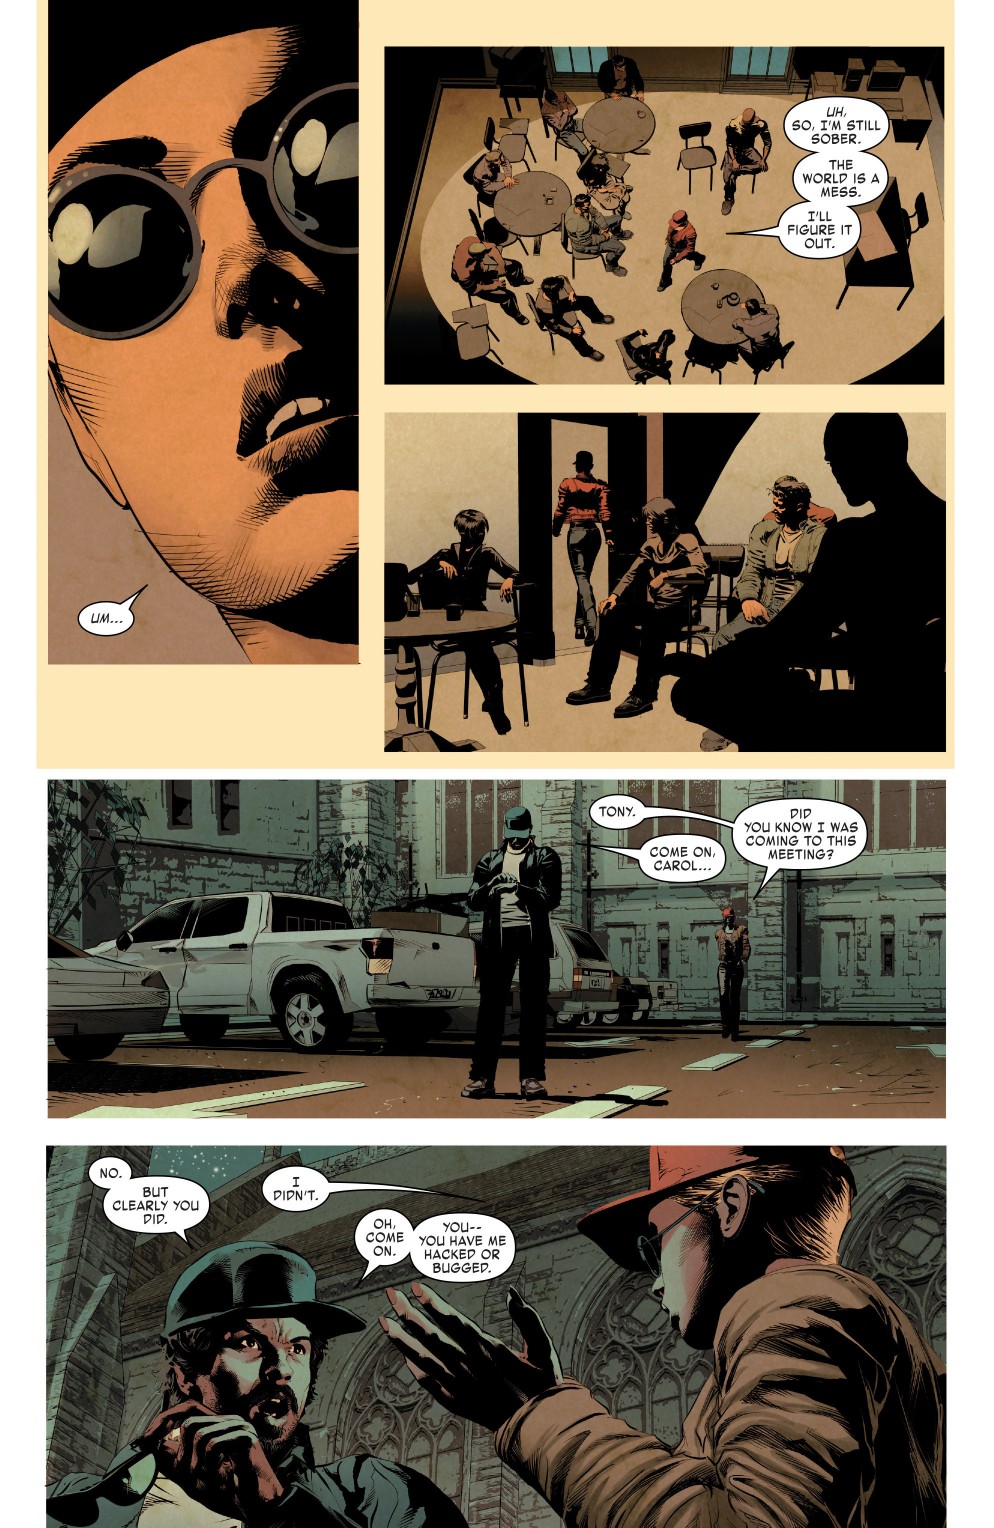 UM...
UH,
SO, I'M STILL
SOBER.
THE
WORLD IS A
MESS.
I'LL
FIGURE IT
OUT.
TONY.
DID
YOU KNOW I WAS
COMING TO THIS
MEETING?
COME ON,
CAROL...
NO.
BUT
CLEARLY YOU
DID.
I
DIDN'T.
OH,
COME
ON.
YOU--
YOU HAVE ME
HACKED OR
BUGGED.